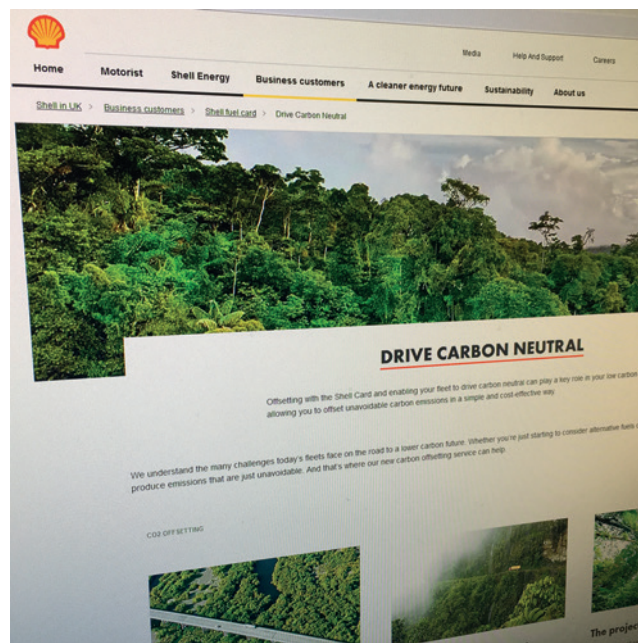 Media Help And Support Careers
Home Motorist Shell Energy Business customers A cleaner energy future Sustainability About us
Shell in UK > Business customers > Shell fuel card > Drive Carbon Neutral
DRIVE CARBON NEUTRAL
Offsetting with the Shell Card and enabling your fleet to drive carbon neutral can play a key role in your low carbon
allowing you to offset unavoidable carbon emissions in a simple and cost-effective way.
We understand the many challenges today's fleets face on the road to a lower carbon future. Whether you're just starting to consider alternative fuels
produce emissions that are just unavoidable. And that's where our new carbon offsetting service can help.
CO2 OFFSETTING
The project